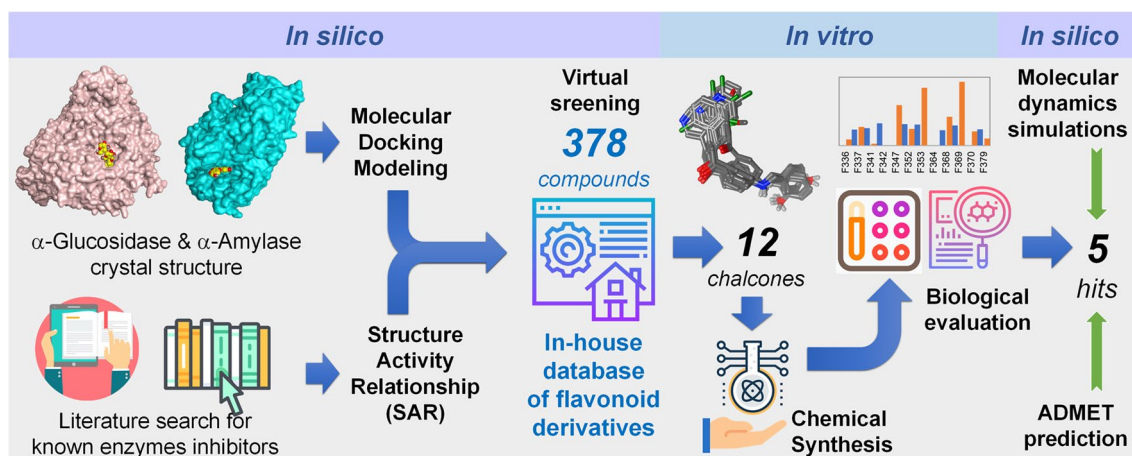 In silico
In vitro
In silico
α-Glucosidase & α-Amylase
crystal structure
Literature search for
known enzymes inhibitors
Molecular
Docking
Modeling
Structure
Activity
Relationship
(SAR)
Virtual
sreening
378
compounds
In-house
database
of flavonoid
derivatives
12
chalcones
Chemical
Synthesis
F336
F337
F341
F342
F347
F352
F353
F364
F368
F369
F370
F379
Biological
evaluation
Molecular
dynamics
simulations
5
hits
ADMET
prediction